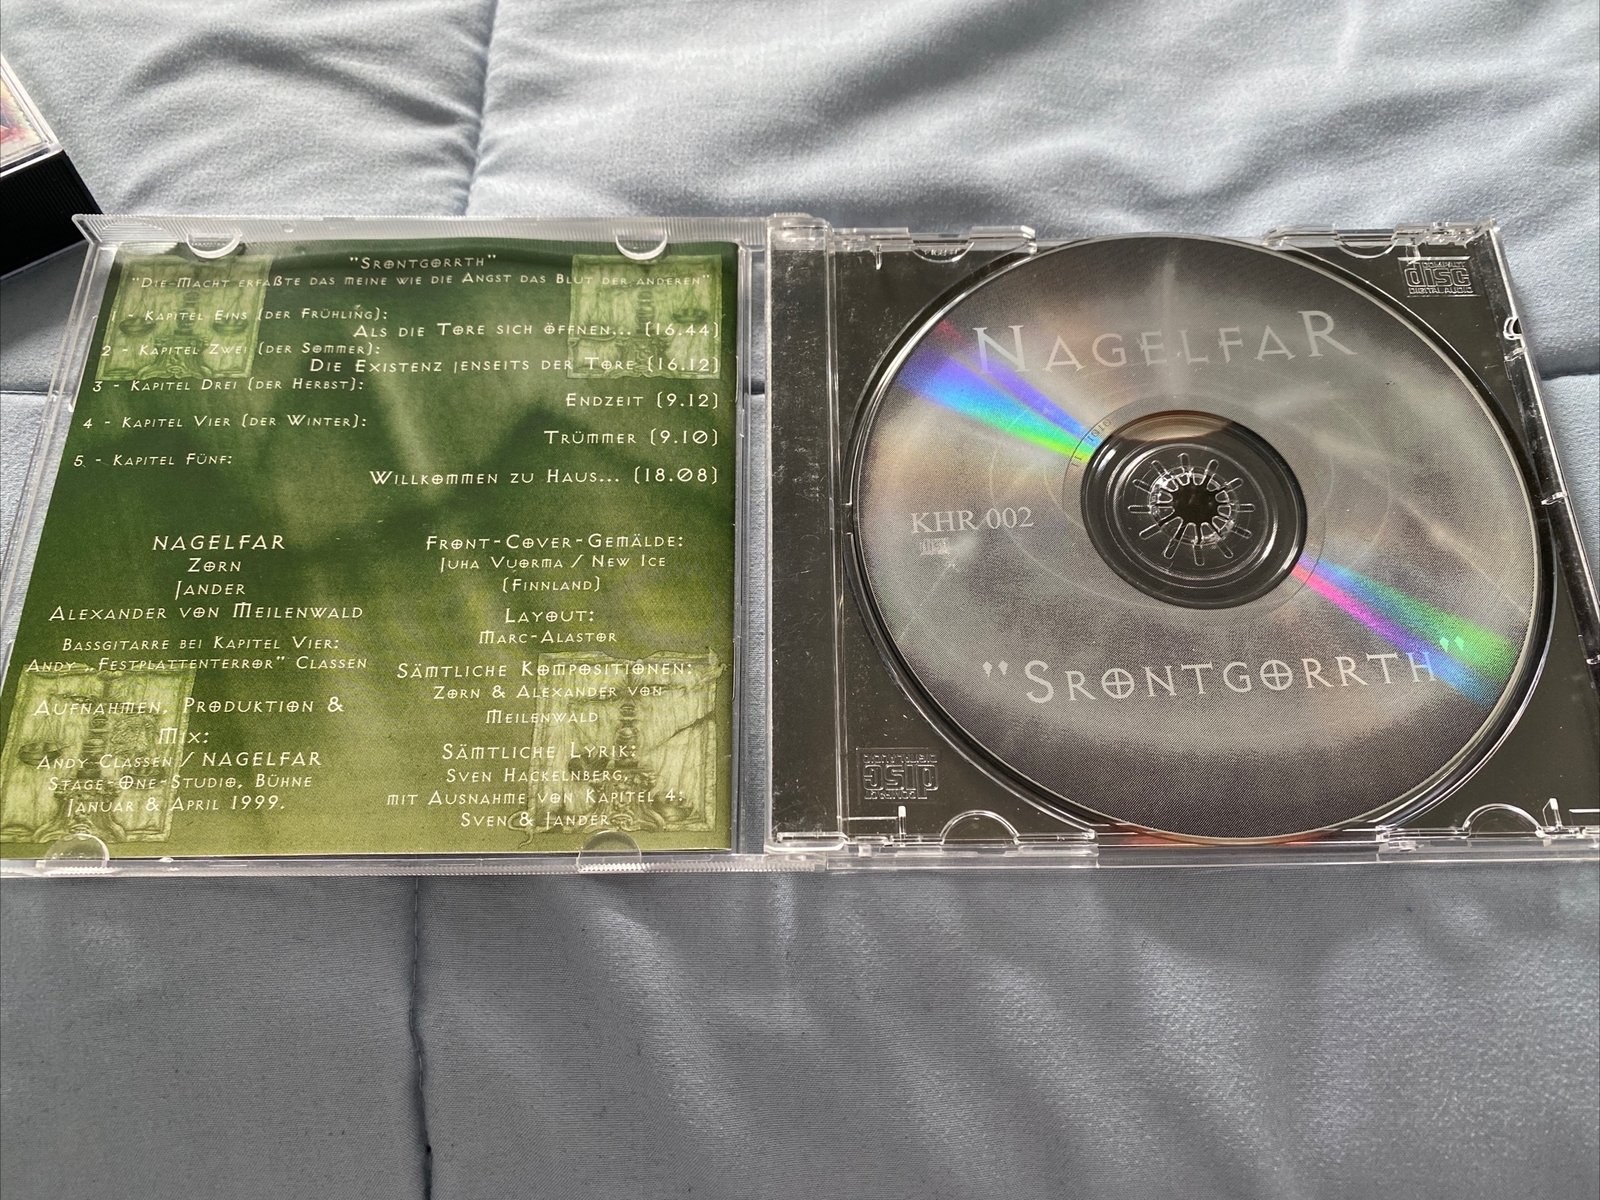 "Srontgorrth"
"Die Macht erfaßte das meine wie die Angst das Blut der anderen"
1 - Kapitel Eins (der Frühling):
Als die Tore sich öffnen... (16.44)
2 - Kapitel Zwei (der Sommer):
Die Existenz jenseits der Tore (16.12)
3 - Kapitel Drei (der Herbst):
Endzeit (9.12)
4 - Kapitel Vier (der Winter):
Trümmer (9.10)
5 - Kapitel Fünf:
Willkommen zu Haus... (18.08)
NAGELFAR
Zorn
Jander
Alexander von Meilenwald
Bassgitarre bei Kapitel Vier:
Andy „Festplattenterror" Classen
Aufnahmen, Produktion &
Mix:
Andy Classen / NAGELFAR
Stage-One-Studio, Bühne
Januar & April 1999.
Front-Cover-Gemälde:
Juha Vuorma / New Ice
(Finnland)
Layout:
Marc-Alastor
Sämtliche Kompositionen:
Zorn & Alexander von
Meilenwald
Sämtliche Lyrik:
Sven Hackelnberg,
mit Ausnahme von Kapitel 4:
Sven & Jander
NagelfaR
KHR 002
"Srontgorrth"
COMPACT
disc
DIGITAL AUDIO